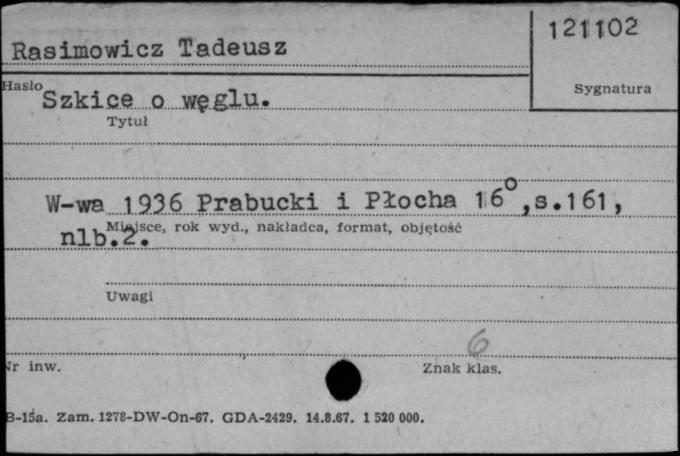 121102
Rasimowicz Tadeusz
Sygnatura
Hasło
Szkice o węglu.
Tytuł
W-wa 1936 Prabucki i Płocha 16°, s.161,
Miejsce, rok wyd., nakładca, format, objętość
nlb.2.
Uwagi
6
Nr inw.
Znak klas.
B-15a. Zam. 1278-DW-On-67. GDA-2429. 14.8.67. 1 520 000.